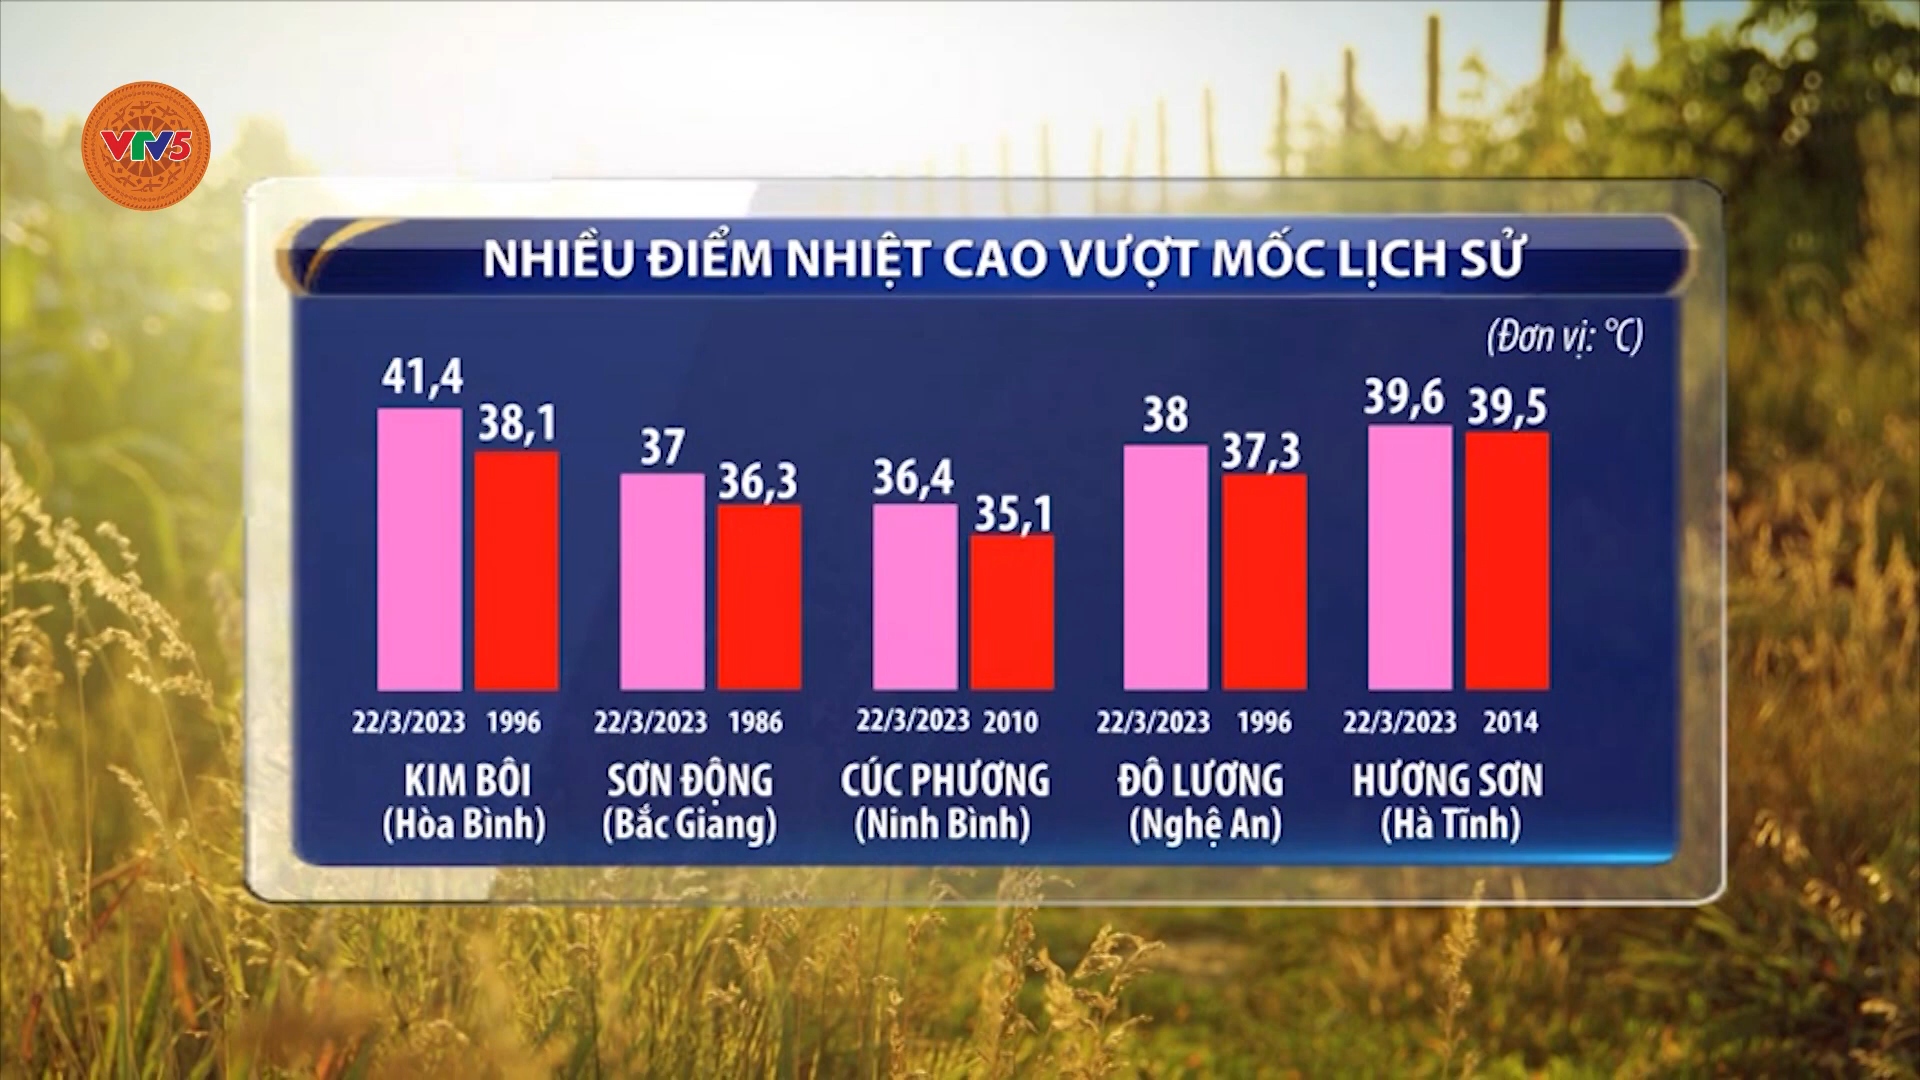 VTV5
NHIỀU ĐIỂM NHIỆT CAO VƯỢT MỐC LỊCH SỬ
(Đơn vị: °C)
41,4 38,1 37 36,3 36,4 35,1 38 37,3 39,6 39,5
22/3/2023 1996 22/3/2023 1986 22/3/2023 2010 22/3/2023 1996 22/3/2023 2014
KIM BÔI SƠN ĐỘNG CÚC PHƯƠNG ĐÔ LƯƠNG HƯƠNG SƠN
(Hòa Bình) (Bắc Giang) (Ninh Bình) (Nghệ An) (Hà Tĩnh)